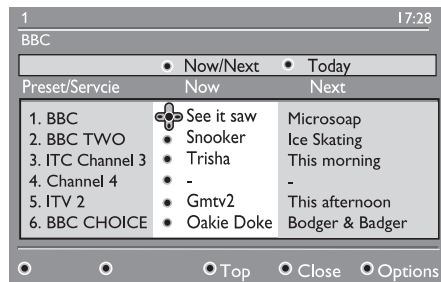 1 17:28
BBC
Now/Next Today
Preset/Servcie Now Next
1. BBC See it saw Microsoap
2. BBC TWO Snooker Ice Skating
3. ITC Channel 3 Trisha This morning
4. Channel 4 - -
5. ITV 2 Gmtv2 This afternoon
6. BBC CHOICE Oakie Doke Bodger & Badger
Top Close Options